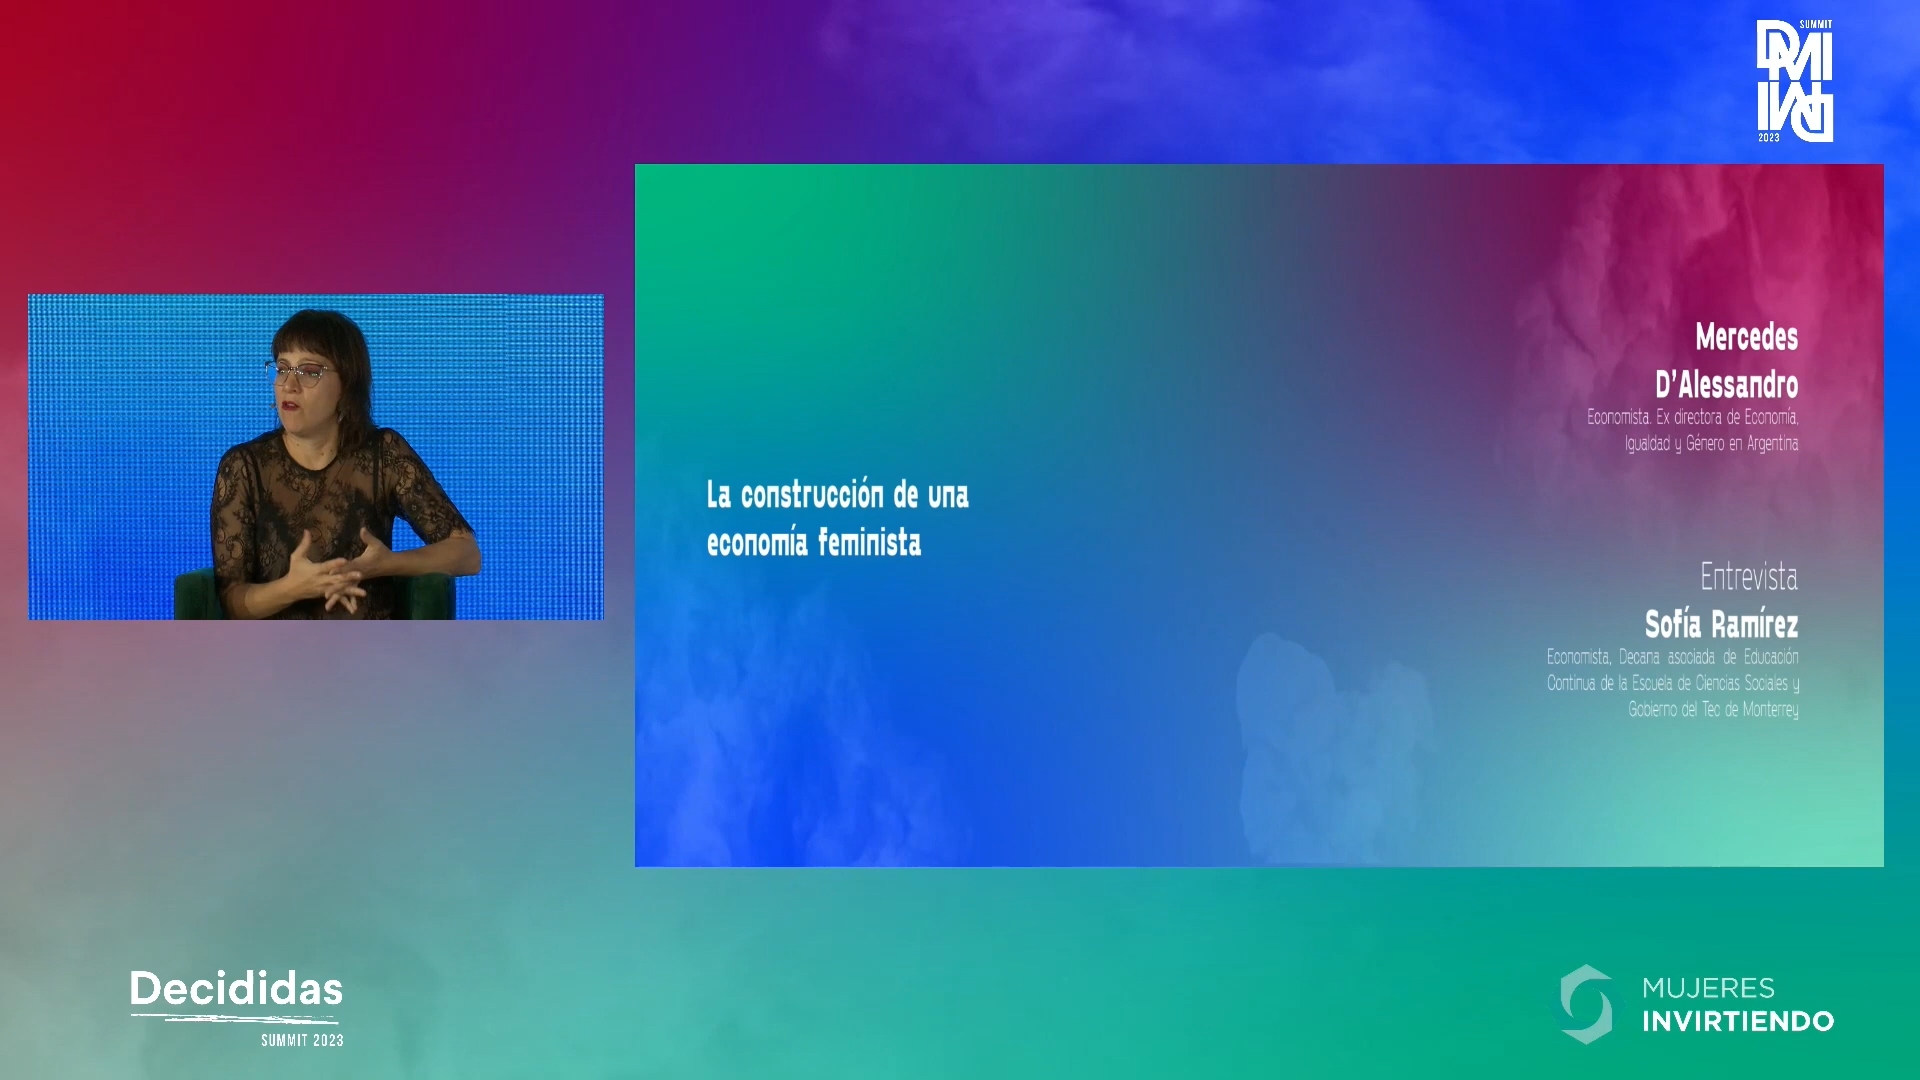 SUMMIT
DMI
DMI
2023
La construcción de una
economía feminista
Mercedes
D'Alessandro
Economista. Ex directora de Economía,
Igualdad y Género en Argentina
Entrevista
Sofía Ramírez
Economista, Decana asociada de Educación
Continua de la Escuela de Ciencias Sociales y
Gobierno del Tec de Monterrey
Decididas
SUMMIT 2023
MUJERES
INVIRTIENDO